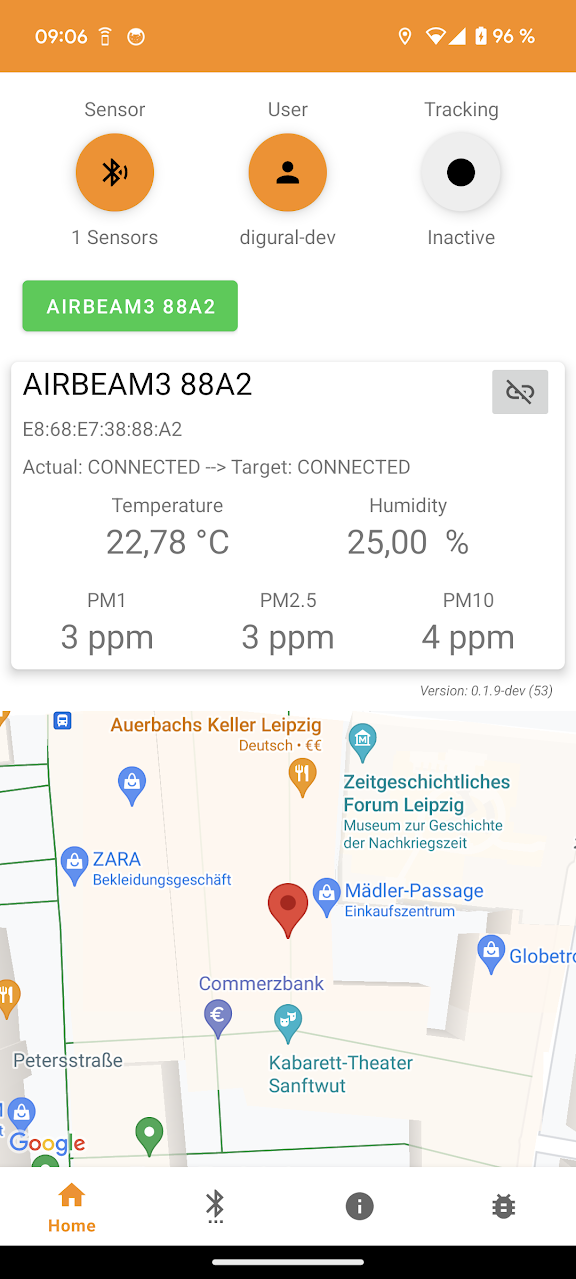 09:06
96 %
Sensor
User
Tracking
1 Sensors
digural-dev
Inactive
AIRBEAM3 88A2
AIRBEAM3 88A2
E8:68:E7:38:88:A2
Actual: CONNECTED --> Target: CONNECTED
Temperature
Humidity
22,78 °C
25,00 %
PM1
PM2.5
PM10
3 ppm
3 ppm
4 ppm
Version: 0.1.9-dev (53)
Auerbachs Keller Leipzig
Deutsch • €€
Zeitgeschichtliches
Forum Leipzig
Museum zur Geschichte
der Nachkriegszeit
ZARA
Bekleidungsgeschäft
Mädler-Passage
Einkaufszentrum
Globetro
Commerzbank
€
Kabarett-Theater
Sanftwut
Petersstraße
Google
Home